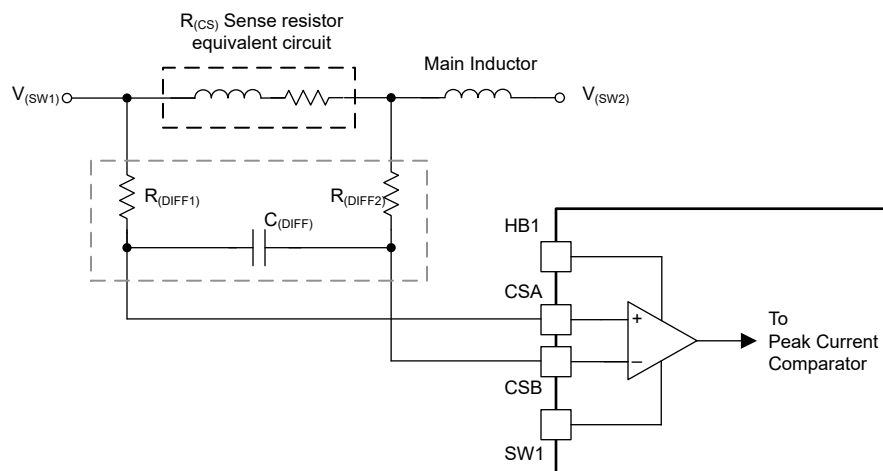 R(CS) Sense resistor
equivalent circuit
Main Inductor
V(SW1)
V(SW2)
R(DIFF1)
R(DIFF2)
C(DIFF)
HB1
CSA
+
To
Peak Current
Comparator
CSB
−
SW1